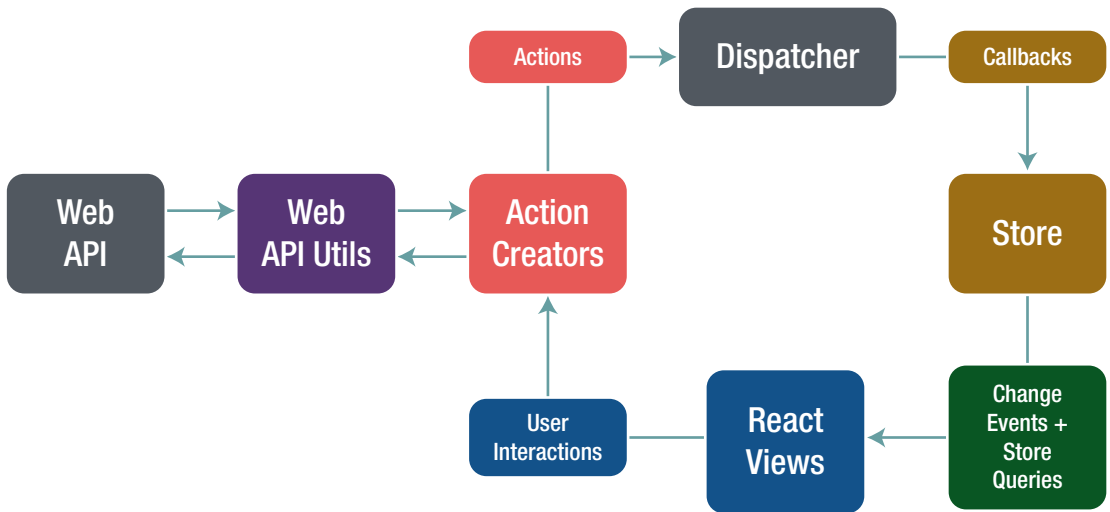 Actions
Dispatcher
Callbacks
Web
API
Web
API Utils
Action
Creators
Store
User
Interactions
React
Views
Change
Events +
Store
Queries